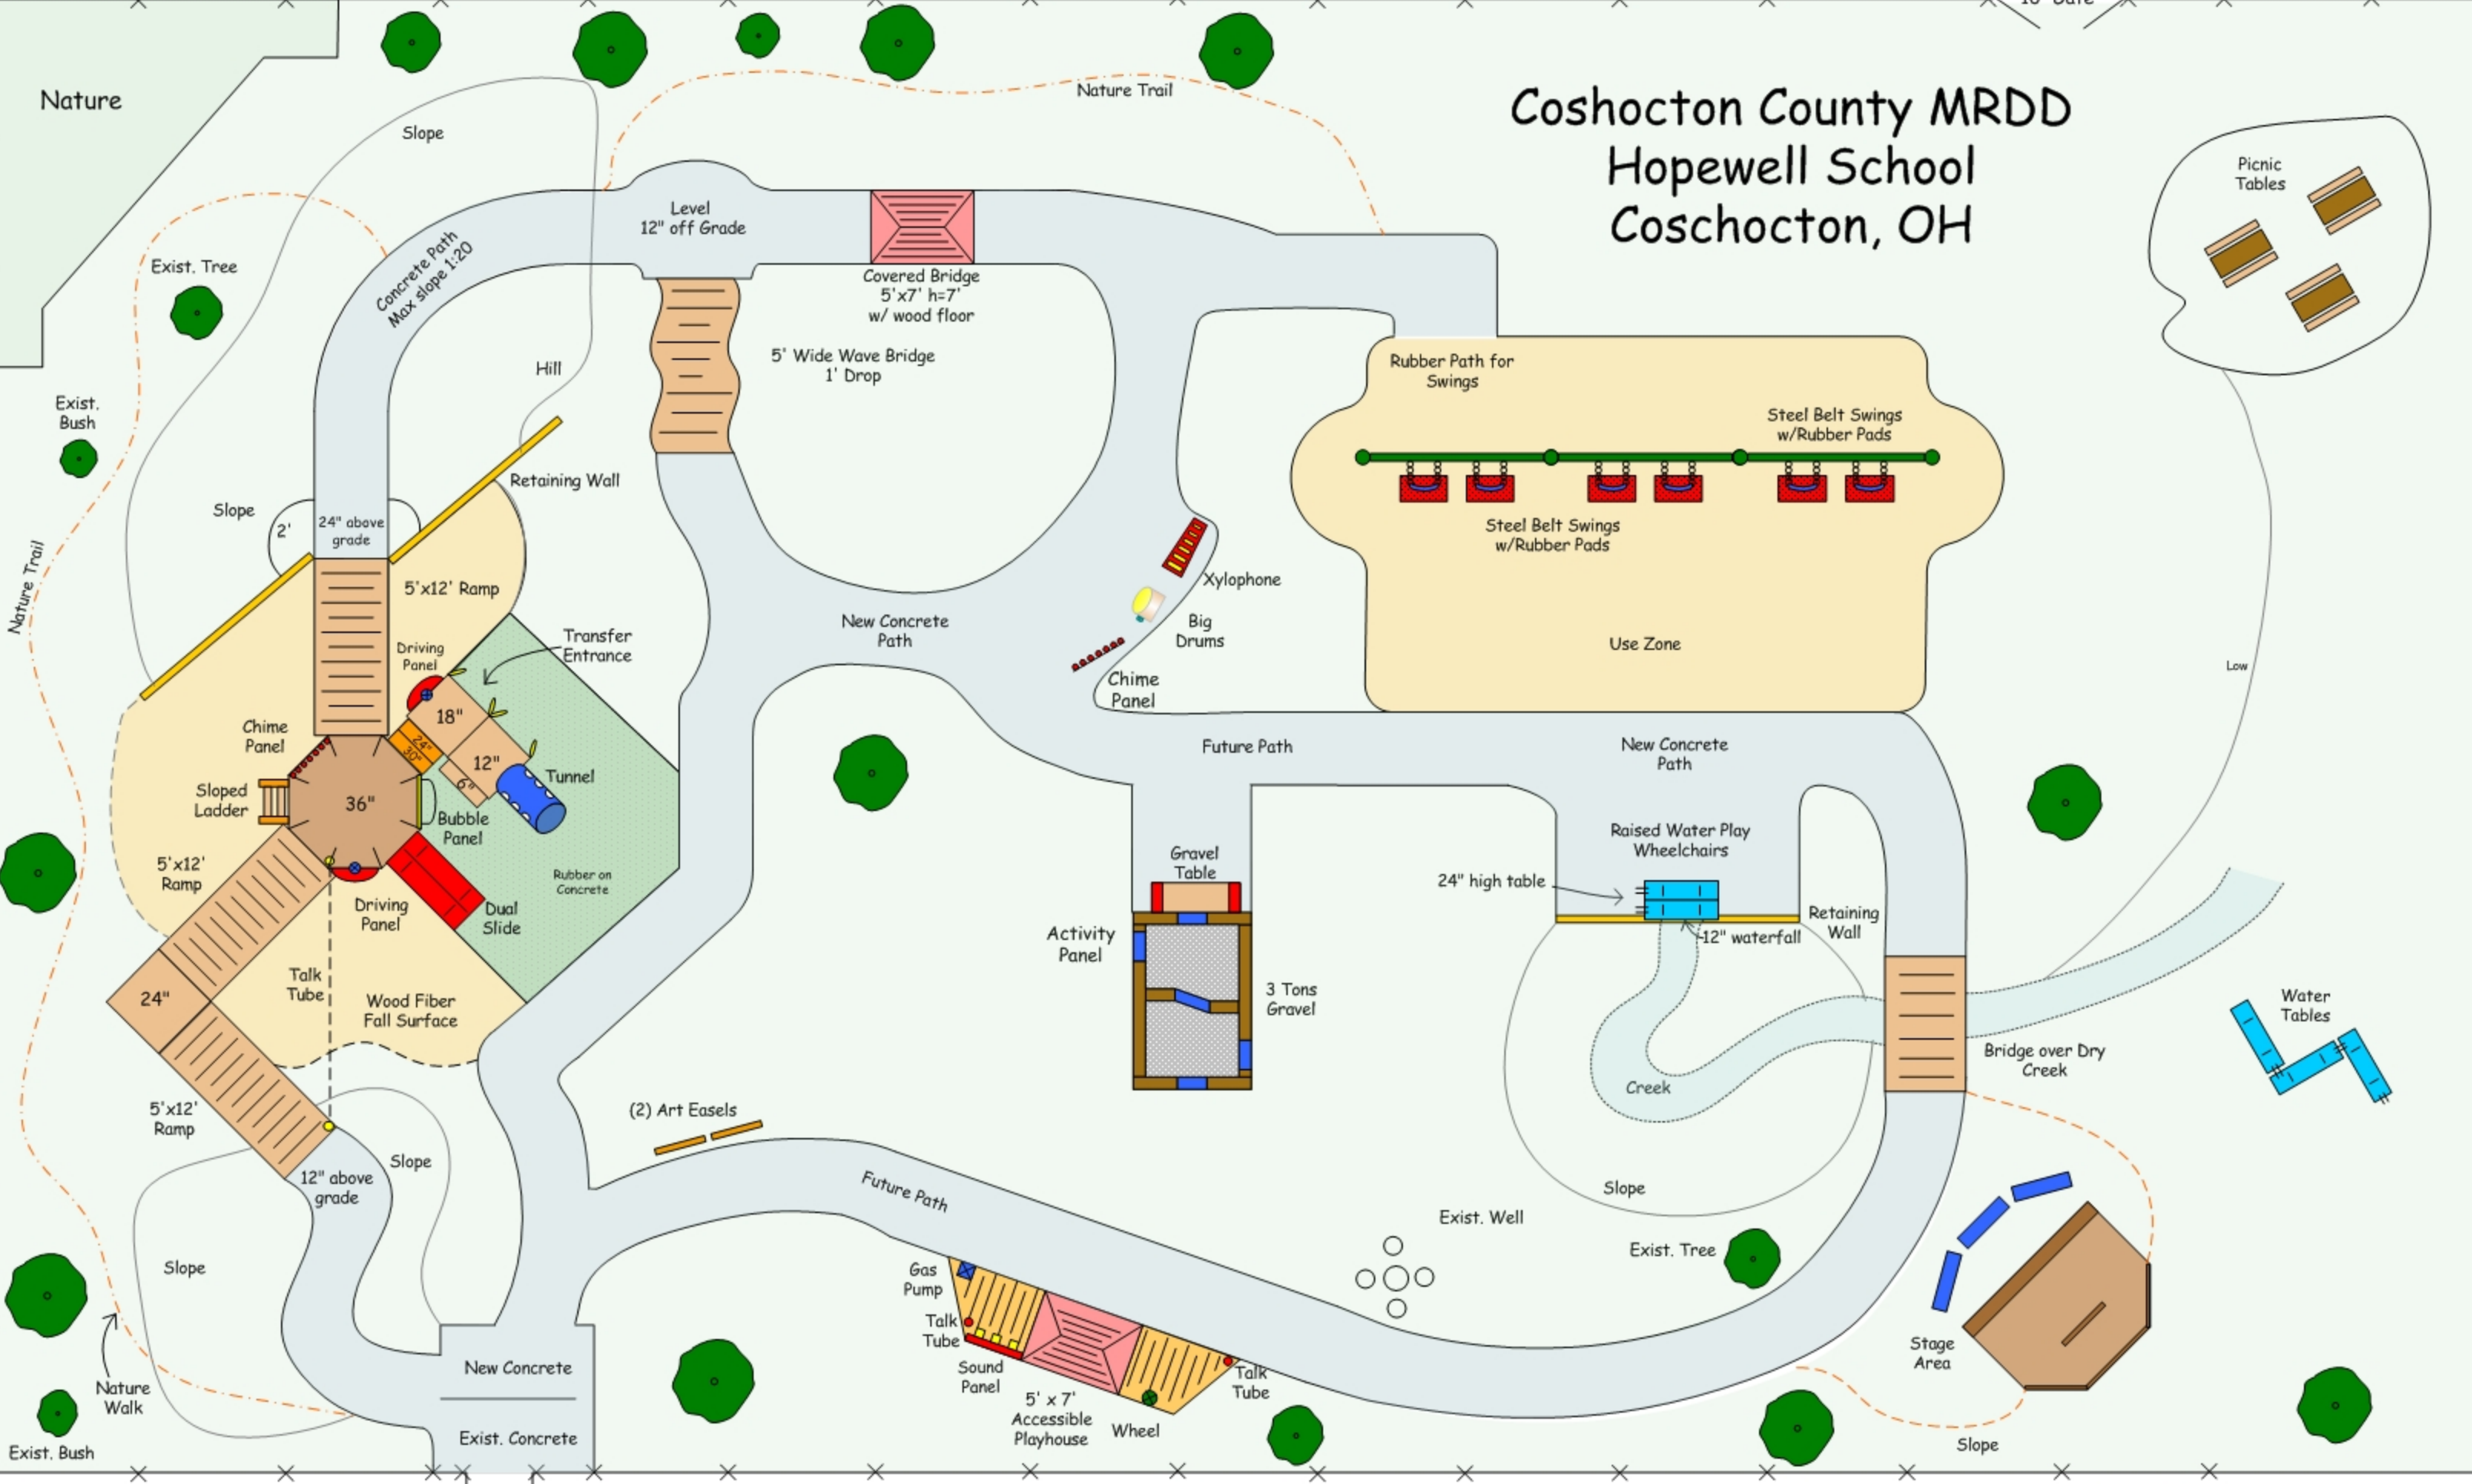 10' Gate
Nature
Slope
Nature Trail
Coshocton County MRDD
Hopewell School
Coschocton, OH
Picnic
Tables
Level
12" off Grade
Concrete Path
Max slope 1:20
Exist. Tree
Covered Bridge
5'x7' h=7'
w/ wood floor
5' Wide Wave Bridge
1' Drop
Hill
Rubber Path for
Swings
Steel Belt Swings
w/Rubber Pads
Exist.
Bush
Retaining Wall
Slope
2'
24" above
grade
Steel Belt Swings
w/Rubber Pads
Nature Trail
5'x12' Ramp
Xylophone
Big
Drums
New Concrete
Path
Transfer
Entrance
Driving
Panel
Use Zone
Low
Chime
Panel
18"
Chime
Panel
24"
30"
12"
6"
Tunnel
Future Path
New Concrete
Path
Sloped
Ladder
36"
Bubble
Panel
Raised Water Play
Wheelchairs
5'x12'
Ramp
Gravel
Table
24" high table
Rubber on
Concrete
Driving
Panel
Dual
Slide
Retaining
Wall
12" waterfall
Activity
Panel
Talk
Tube
24"
Wood Fiber
Fall Surface
3 Tons
Gravel
Water
Tables
Bridge over Dry
Creek
Creek
5'x12'
Ramp
(2) Art Easels
Slope
12" above
grade
Future Path
Slope
Exist. Well
Exist. Tree
Slope
Gas
Pump
Talk
Tube
Sound
Panel
Stage
Area
New Concrete
Talk
Tube
Nature
Walk
5' x 7'
Accessible
Playhouse
Wheel
Exist. Concrete
Exist. Bush
Slope